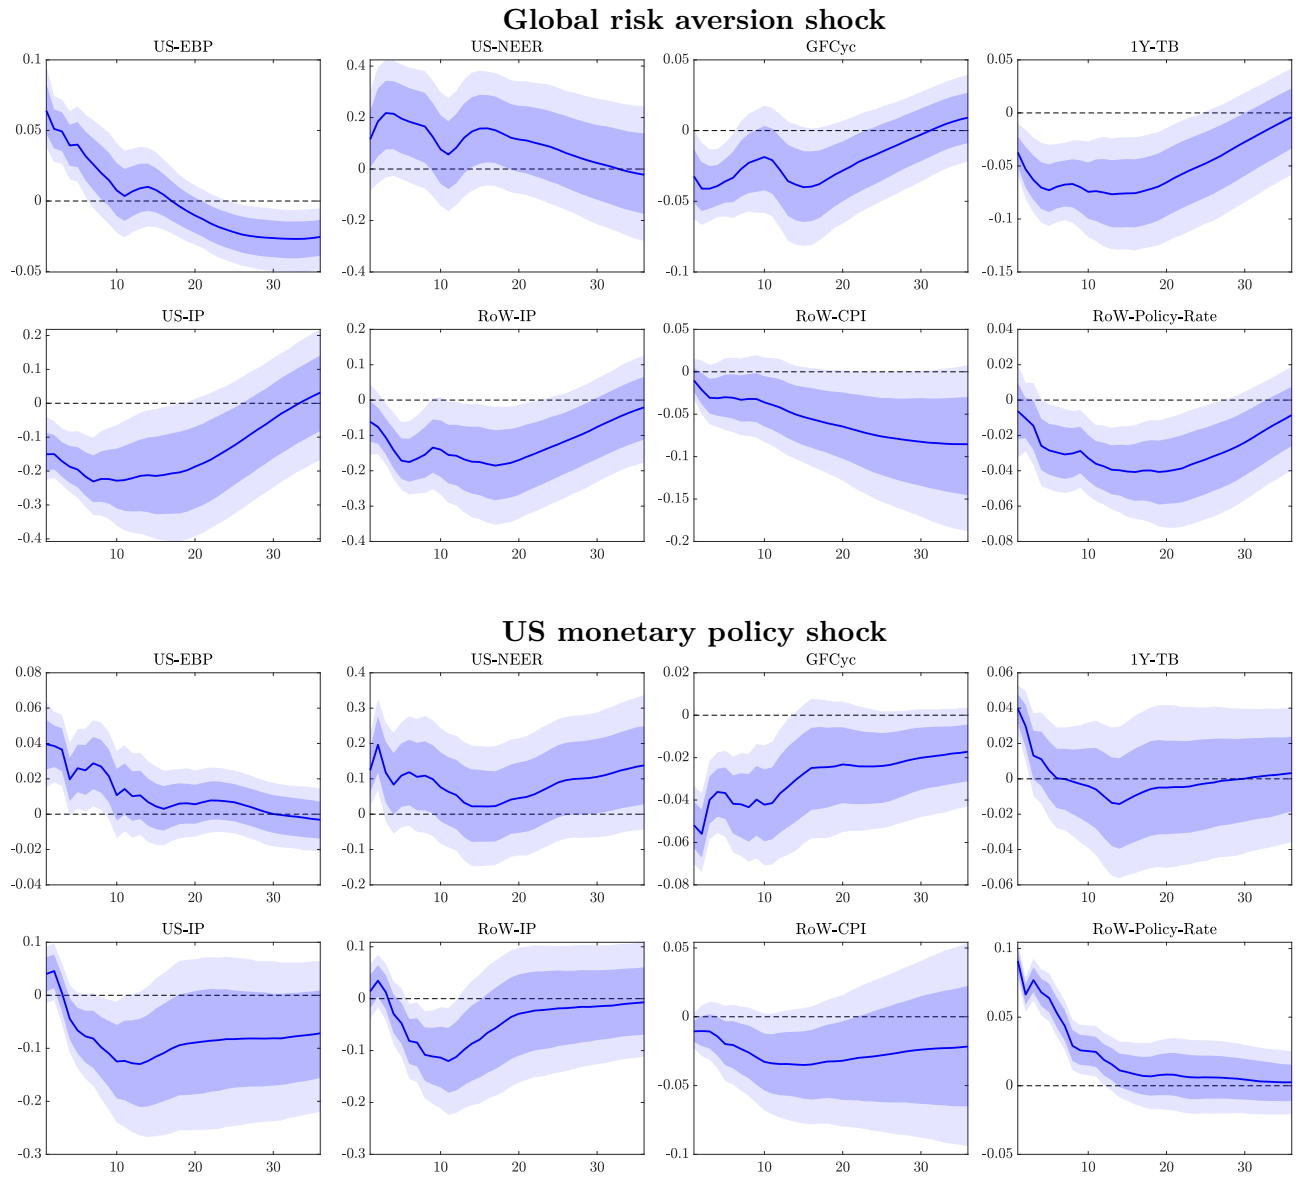 Global risk aversion shock
US-EBP
0.1
0.05
0
-0.05
10 20 30
US-NEER
0.4
0.2
0
-0.2
-0.4
10 20 30
GFCyc
0.05
0
-0.05
-0.1
10 20 30
1Y-TB
0.05
0
-0.05
-0.1
-0.15
10 20 30
US-IP
0.2
0.1
0
-0.1
-0.2
-0.3
-0.4
10 20 30
RoW-IP
0.2
0.1
0
-0.1
-0.2
-0.3
-0.4
10 20 30
RoW-CPI
0.05
0
-0.05
-0.1
-0.15
-0.2
10 20 30
RoW-Policy-Rate
0.04
0.02
0
-0.02
-0.04
-0.06
-0.08
10 20 30
US monetary policy shock
US-EBP
0.08
0.06
0.04
0.02
0
-0.02
-0.04
10 20 30
US-NEER
0.4
0.3
0.2
0.1
0
-0.1
-0.2
10 20 30
GFCyc
0.02
0
-0.02
-0.04
-0.06
-0.08
10 20 30
1Y-TB
0.06
0.04
0.02
0
-0.02
-0.04
-0.06
10 20 30
US-IP
0.1
0
-0.1
-0.2
-0.3
10 20 30
RoW-IP
0.1
0
-0.1
-0.2
-0.3
10 20 30
RoW-CPI
0.05
0
-0.05
-0.1
10 20 30
RoW-Policy-Rate
0.1
0.05
0
-0.05
10 20 30